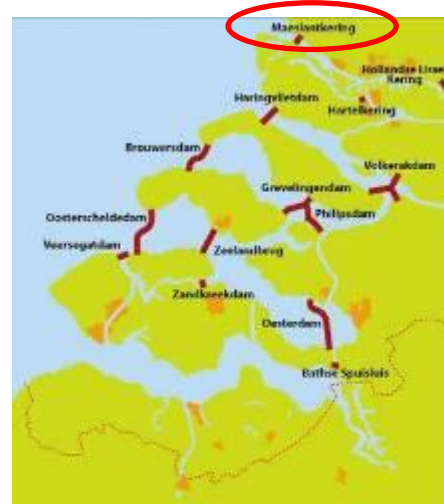 Maeslantkering
Hollandse IJssel
Kering
Haringvlietdam
Hartelkering
Brouwersdam
Volkerakdam
Grevelingendam
Philipsdam
Oosterscheldedam
Veersegatdam
Zeelandbrug
Zandkreekdam
Oesterdam
Bathse Spuisluis